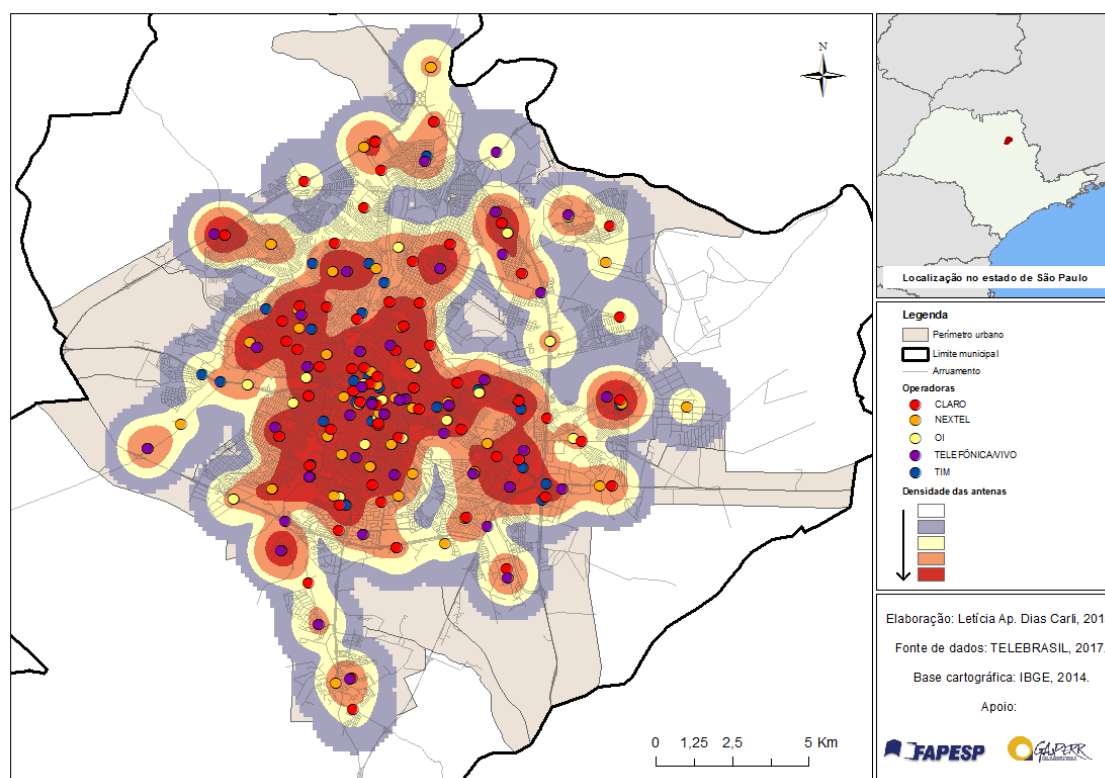 N
0 1,25 2,5 5 Km
Localização no estado de São Paulo
Legenda
Perímetro urbano
Limite municipal
Arruamento
Operadoras
CLARO
NEXTEL
OI
TELEFÔNICA/VIVO
TIM
Densidade das antenas
Elaboração: Letícia Ap. Dias Carli, 201
Fonte de dados: TELEBRASIL, 2017.
Base cartográfica: IBGE, 2014.
Apoio:
FAPESP GAsPERR